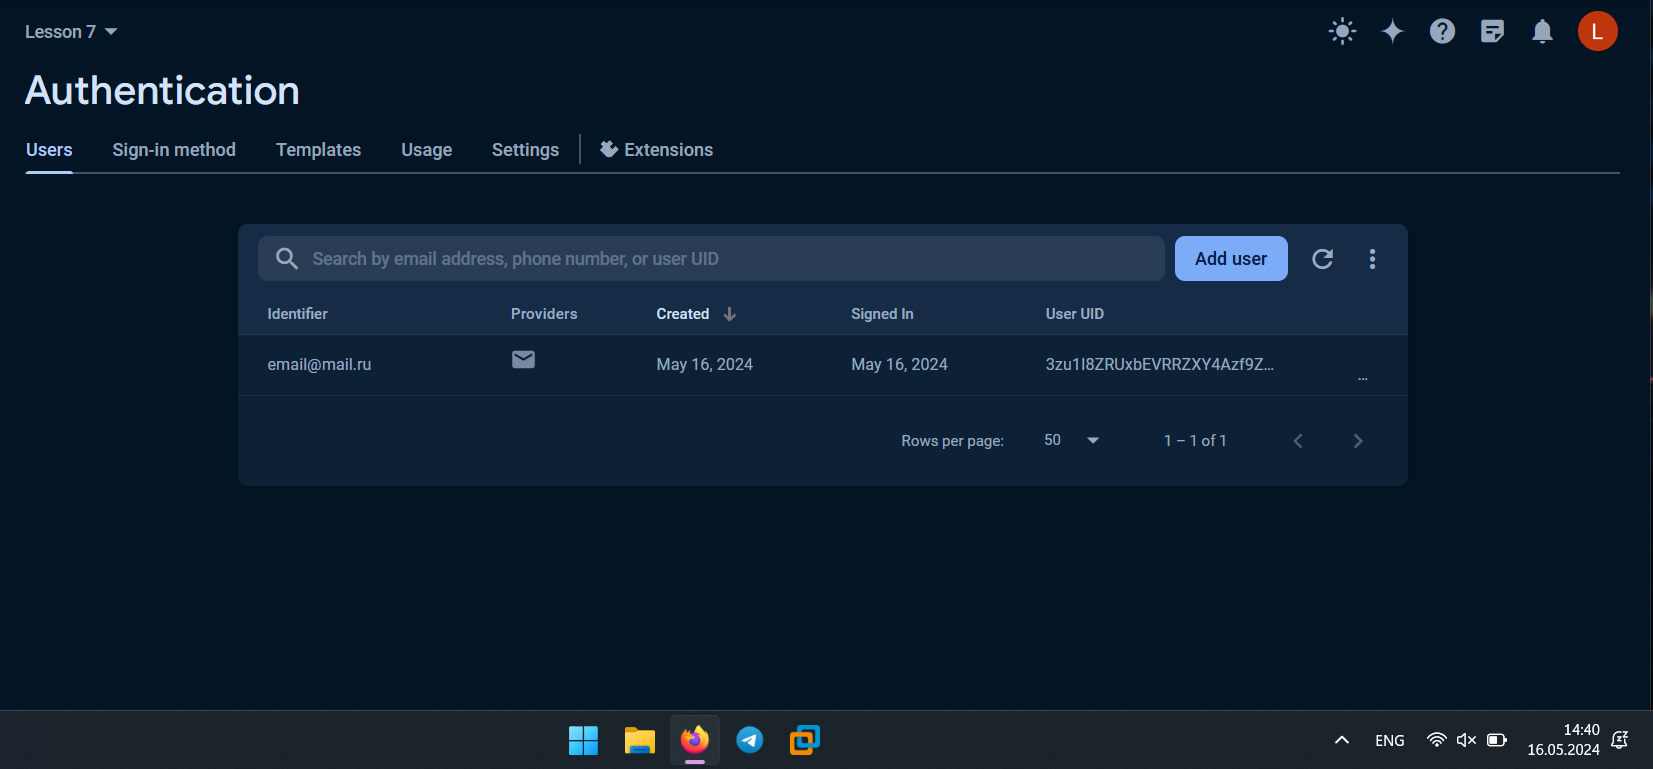 Lesson 7
L
Authentication
Users Sign-in method Templates Usage Settings Extensions
Search by email address, phone number, or user UID Add user
Identifier Providers Created Signed In User UID
email@mail.ru May 16, 2024 May 16, 2024 3zu1I8ZRUxbEVRRZXY4Azf9Z...
Rows per page: 50 1 – 1 of 1
ENG 14:40
16.05.2024